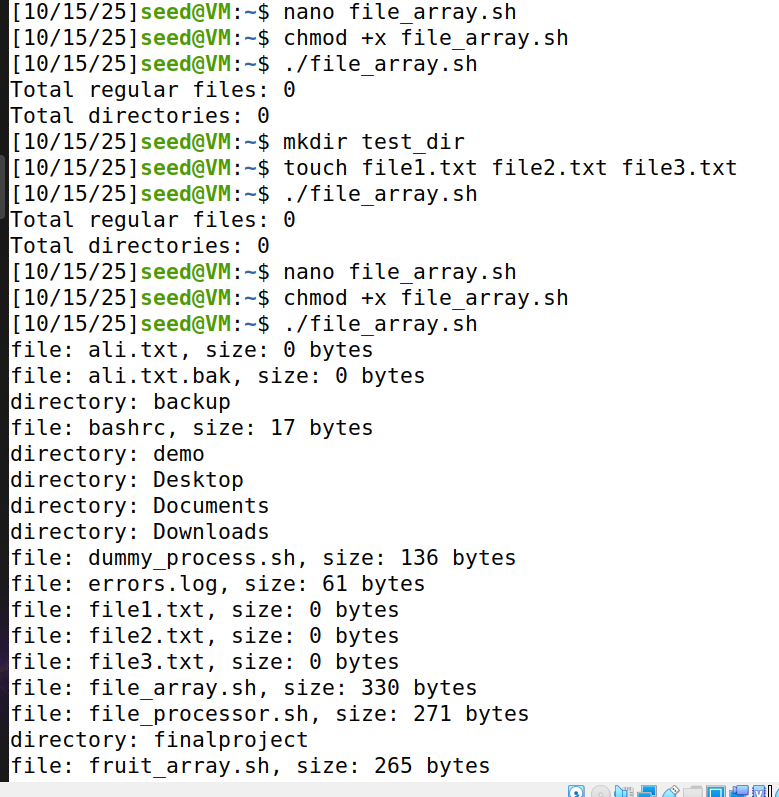 [10/15/25]seed@VM:~$ nano file_array.sh
[10/15/25]seed@VM:~$ chmod +x file_array.sh
[10/15/25]seed@VM:~$ ./file_array.sh
Total regular files: 0
Total directories: 0
[10/15/25]seed@VM:~$ mkdir test_dir
[10/15/25]seed@VM:~$ touch file1.txt file2.txt file3.txt
[10/15/25]seed@VM:~$ ./file_array.sh
Total regular files: 0
Total directories: 0
[10/15/25]seed@VM:~$ nano file_array.sh
[10/15/25]seed@VM:~$ chmod +x file_array.sh
[10/15/25]seed@VM:~$ ./file_array.sh
file: ali.txt, size: 0 bytes
file: ali.txt.bak, size: 0 bytes
directory: backup
file: bashrc, size: 17 bytes
directory: demo
directory: Desktop
directory: Documents
directory: Downloads
file: dummy_process.sh, size: 136 bytes
file: errors.log, size: 61 bytes
file: file1.txt, size: 0 bytes
file: file2.txt, size: 0 bytes
file: file3.txt, size: 0 bytes
file: file_array.sh, size: 330 bytes
file: file_processor.sh, size: 271 bytes
directory: finalproject
file: fruit_array.sh, size: 265 bytes